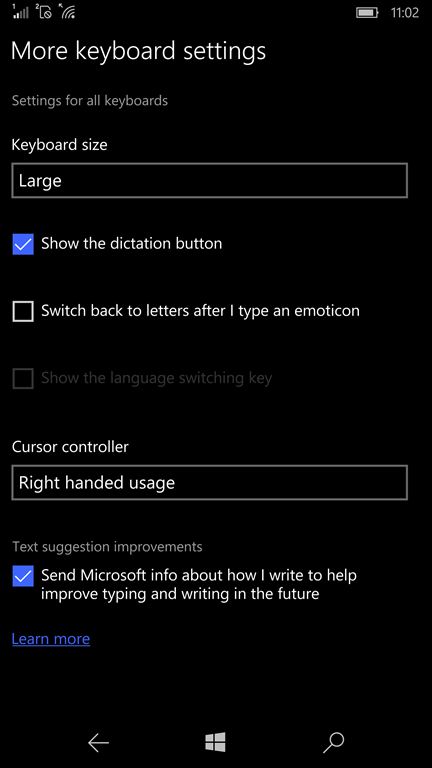 1 2 11:02
More keyboard settings
Settings for all keyboards
Keyboard size
Large
Show the dictation button
Switch back to letters after I type an emoticon
Show the language switching key
Cursor controller
Right handed usage
Text suggestion improvements
Send Microsoft info about how I write to help
improve typing and writing in the future
Learn more